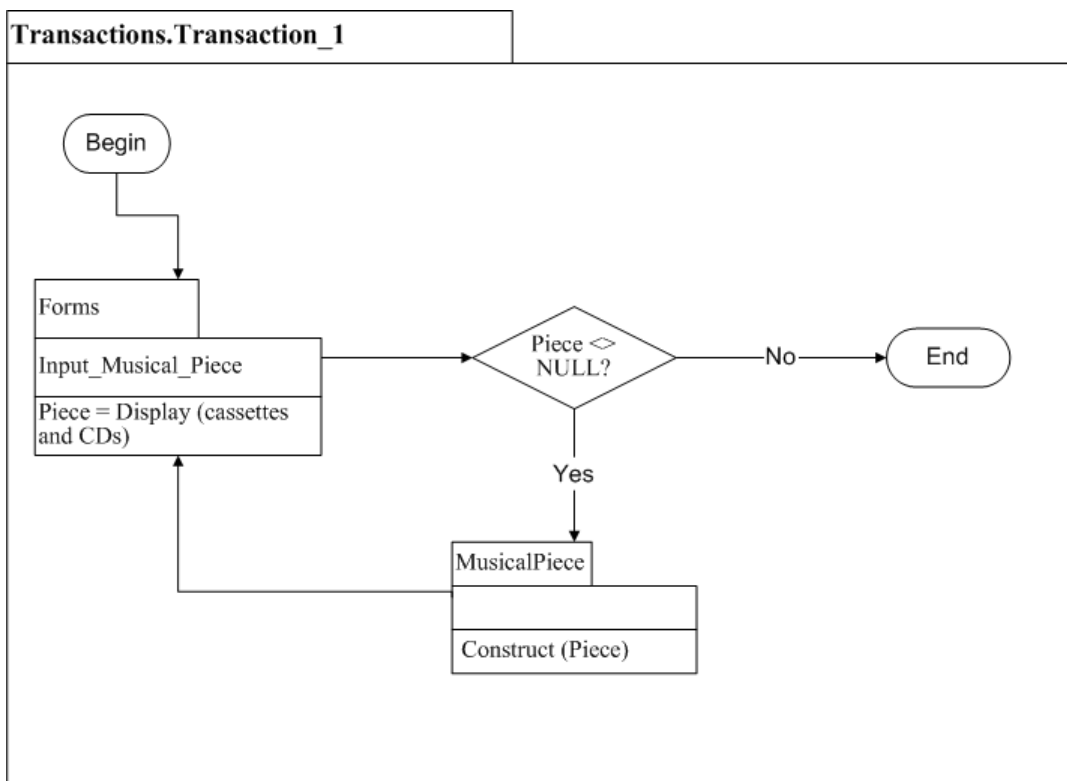 Transactions.Transaction_1
Begin
Forms
Input_Musical_Piece
Piece = Display (cassettes
and CDs)
Piece <>
NULL?
No
End
Yes
MusicalPiece
Construct (Piece)